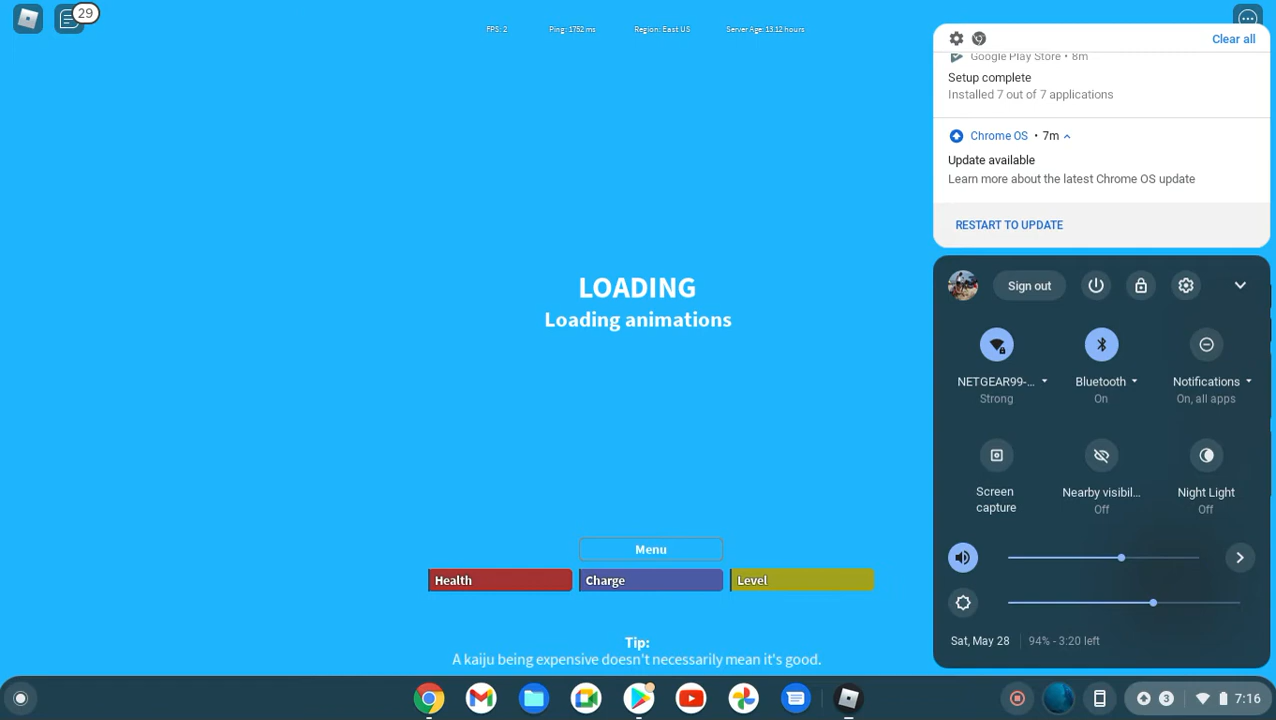 29
FPS: 2
Ping: 1752 ms
Region: East US
Server Age: 13.12 hours
LOADING
Loading animations
Menu
Health
Charge
Level
Tip:
A kaiju being expensive doesn't necessarily mean it's good.
Clear all
Google Play Store • 8m
Setup complete
Installed 7 out of 7 applications
Chrome OS • 7m
Update available
Learn more about the latest Chrome OS update
RESTART TO UPDATE
Sign out
NETGEAR99-...
Strong
Bluetooth
On
Notifications
On, all apps
Screen
capture
Nearby visibil...
Off
Night Light
Off
Sat, May 28
94% - 3:20 left
3
7:16